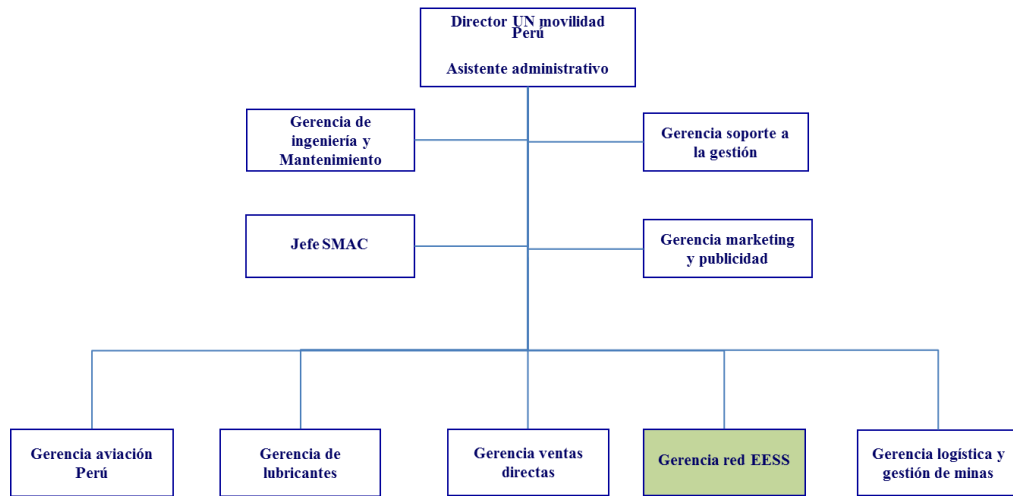 Director UN movilidad
Perú
Asistente administrativo
Gerencia de
ingeniería y
Mantenimiento
Gerencia soporte a
la gestión
Jefe SMAC
Gerencia marketing
y publicidad
Gerencia aviación
Perú
Gerencia de
lubricantes
Gerencia ventas
directas
Gerencia red EESS
Gerencia logística y
gestión de minas